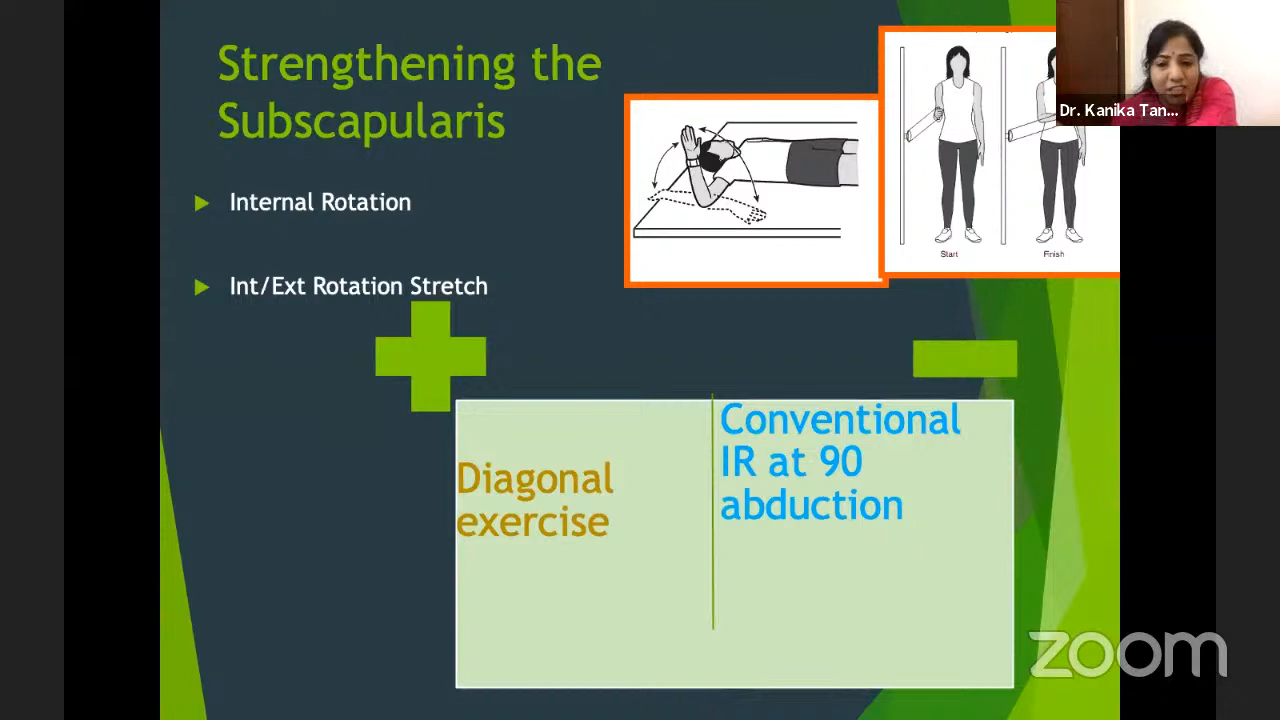 Strengthening the
Subscapularis
Internal Rotation
Int/Ext Rotation Stretch
Start
Finish
Dr. Kanika Tan...
Diagonal
exercise
Conventional
IR at 90
abduction
zoom